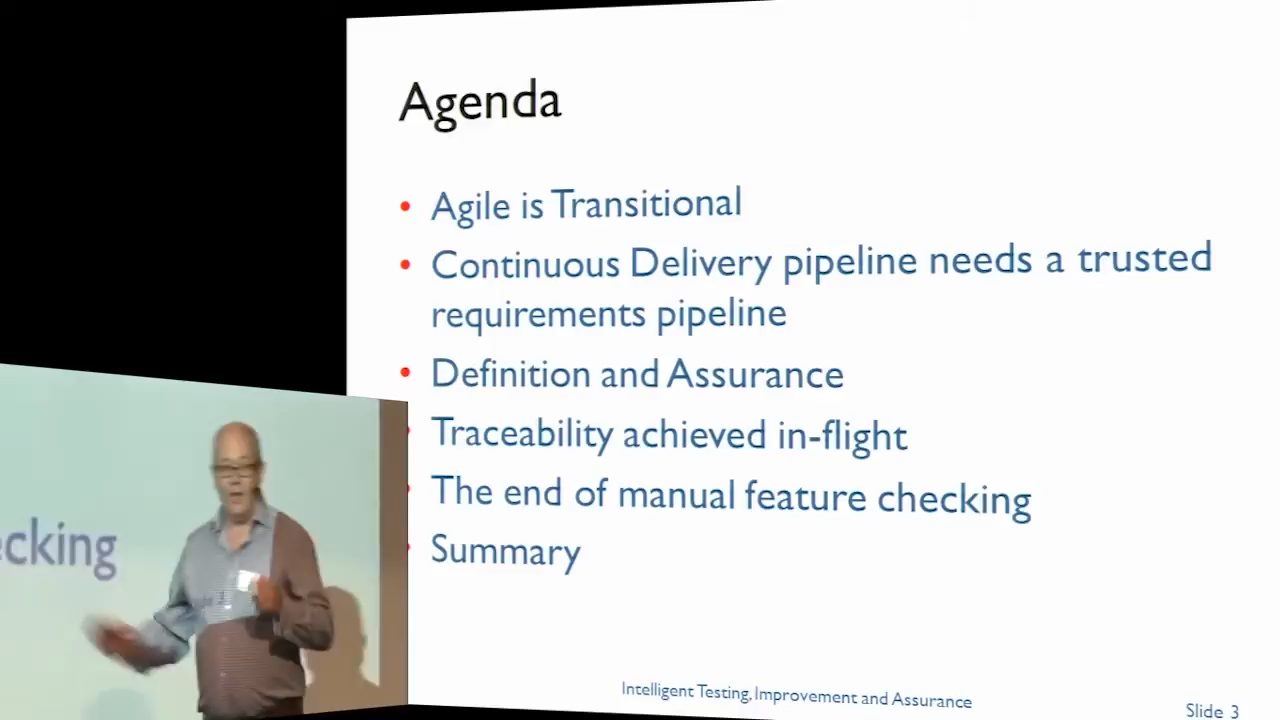 Agenda
Agile is Transitional
Continuous Delivery pipeline needs a trusted
requirements pipeline
Definition and Assurance
Traceability achieved in-flight
The end of manual feature checking
Summary
ecking
Intelligent Testing, Improvement and Assurance
Slide 3